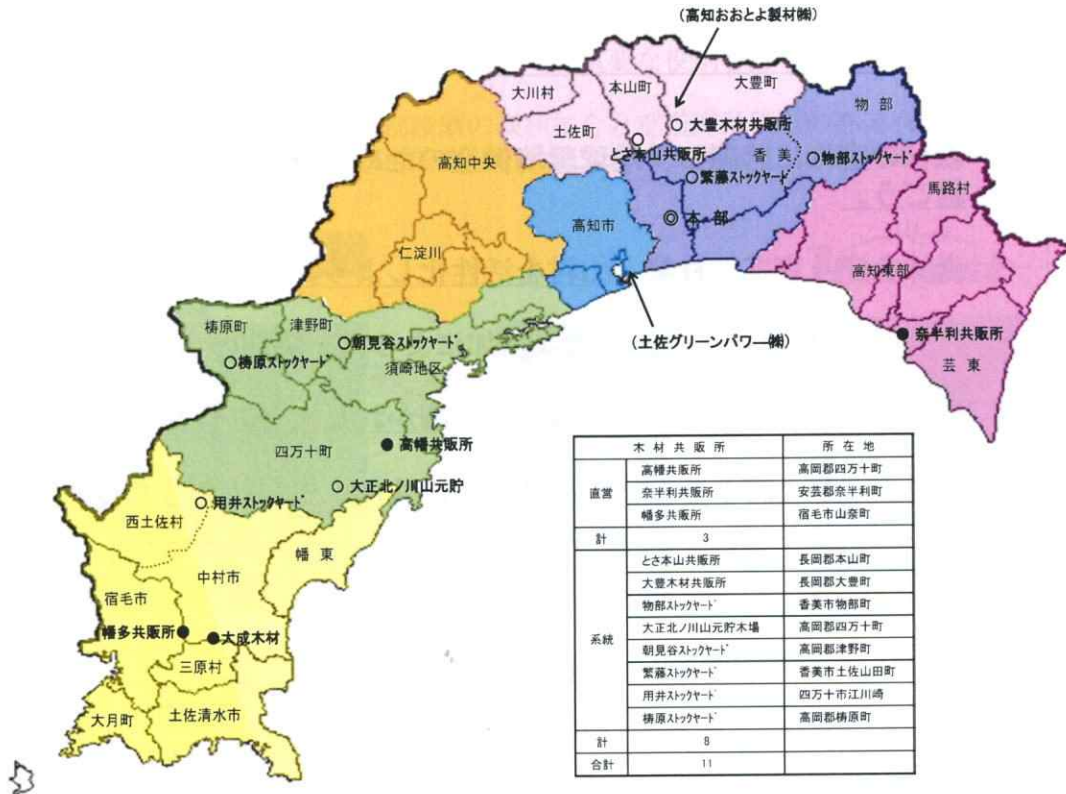 (高知おおとよ製材㈱)
大川村
本山町
大豊町
物部
土佐町
○大豊木材共販所
とさ本山共販所
香美
○物部ストックヤード
○繁藤ストックヤード
高知中央
馬路村
高知市
◎本部
仁淀川
高知東部
梼原町
津野町
○朝見谷ストックヤード
(土佐グリーンパワー㈱)
●奈半利共販所
○梼原ストックヤード
須崎地区
芸東
四万十町
●高幡共販所
○大正北ノ川山元貯
○用井ストックヤード
西土佐村
幡東
中村市
宿毛市
幡多共販所●
●大成木材
三原村
大月町
土佐清水市
木材共販所 所在地
直営
高幡共販所 高岡郡四万十町
奈半利共販所 安芸郡奈半利町
幡多共販所 宿毛市山奈町
計 3
系統
とさ本山共販所 長岡郡本山町
大豊木材共販所 長岡郡大豊町
物部ストックヤード 香美市物部町
大正北ノ川山元貯木場 高岡郡四万十町
朝見谷ストックヤード 高岡郡津野町
繁藤ストックヤード 香美市土佐山田町
用井ストックヤード 四万十市江川崎
梼原ストックヤード 高岡郡梼原町
計 8
合計 11